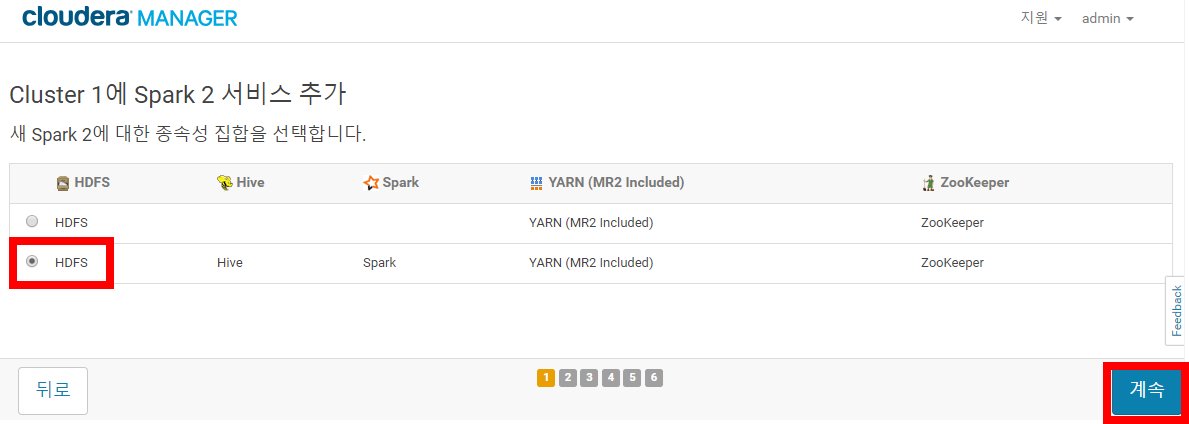 cloudera MANAGER
지원 admin
Cluster 1에 Spark 2 서비스 추가
새 Spark 2에 대한 종속성 집합을 선택합니다.
HDFS Hive Spark YARN (MR2 Included) ZooKeeper
HDFS YARN (MR2 Included) ZooKeeper
HDFS Hive Spark YARN (MR2 Included) ZooKeeper
Feedback
뒤로 1 2 3 4 5 6 계속